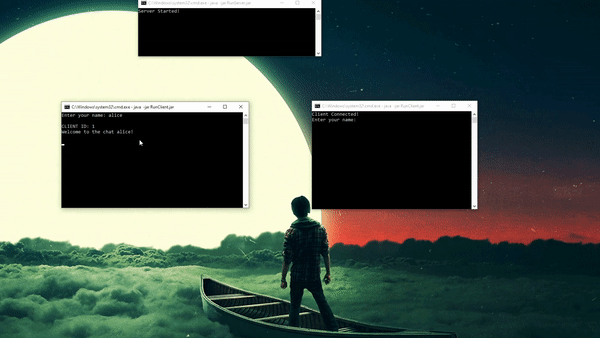 C:\Windows\system32\cmd.exe - java -jar RunServer.jar
Server Started!
C:\Windows\system32\cmd.exe - java -jar RunClient.jar
Enter your name: alice
CLIENT ID: 1
Welcome to the chat alice!
C:\Windows\system32\cmd.exe - java -jar RunClient.jar
Client Connected!
Enter your name: